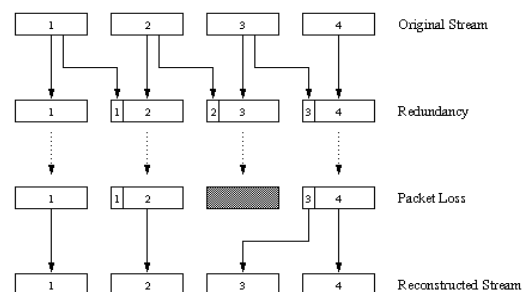 1 2 3 4 Original Stream
1 1 2 2 3 3 4 Redundancy
1 1 2 3 4 Packet Loss
1 2 3 4 Reconstructed Stream